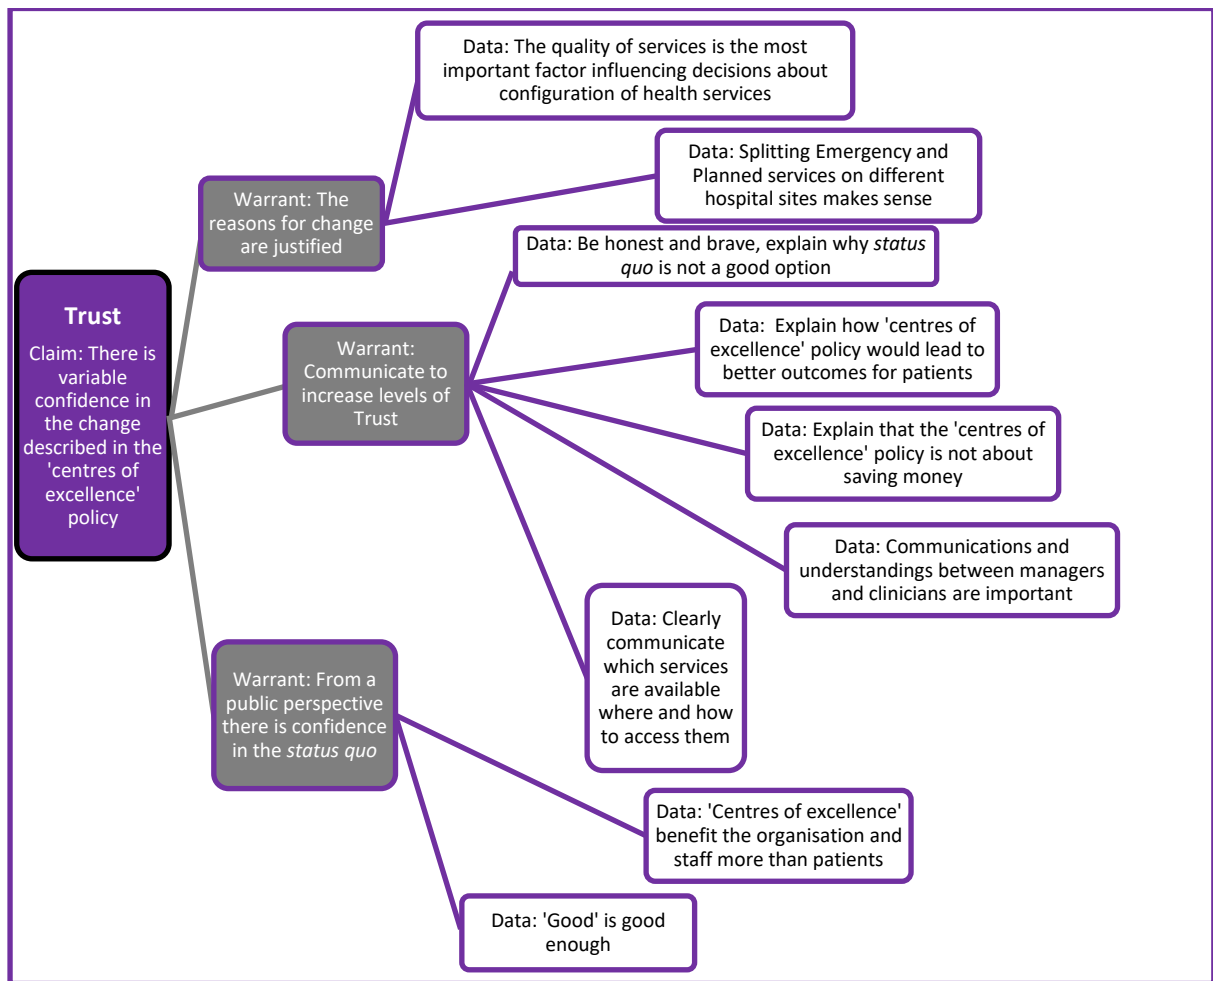 Trust
Claim: There is
variable
confidence in
the change
described in the
'centres of
excellence'
policy
Warrant: The
reasons for change
are justified
Data: The quality of services is the most
important factor influencing decisions about
configuration of health services
Data: Splitting Emergency and
Planned services on different
hospital sites makes sense
Warrant:
Communicate to
increase levels of
Trust
Data: Be honest and brave, explain why status
quo is not a good option
Data:  Explain how 'centres of
excellence' policy would lead to
better outcomes for patients
Data: Explain that the 'centres of
excellence' policy is not about
saving money
Data: Communications and
understandings between managers
and clinicians are important
Data: Clearly
communicate
which services
are available
where and how
to access them
Warrant: From a
public perspective
there is confidence
in the status quo
Data: 'Centres of excellence'
benefit the organisation and
staff more than patients
Data: 'Good' is good
enough